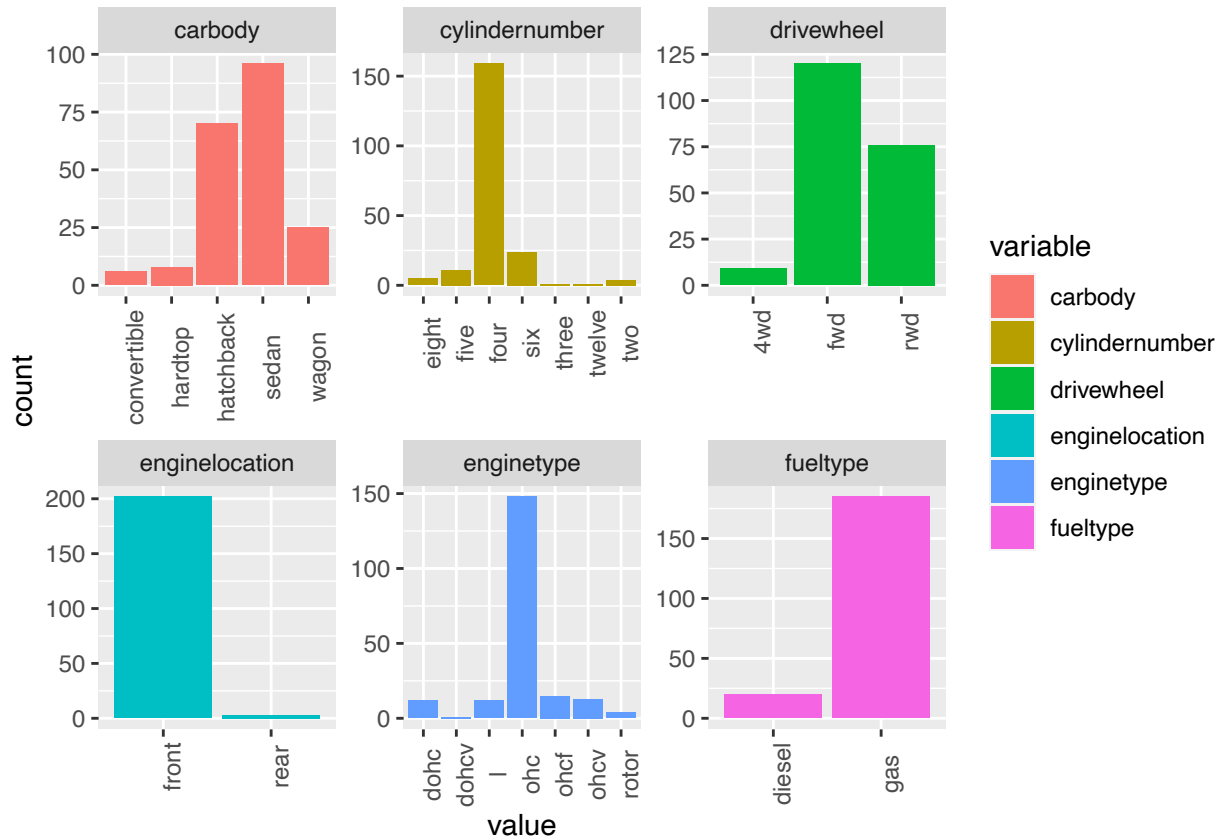 carbody
cylindernumber
drivewheel
100
75
50
25
0
150
100
50
0
125
100
75
50
25
0
convertible
hardtop
hatchback
sedan
wagon
eight
five
four
six
three
twelve
two
4wd
fwd
rwd
count
enginelocation
enginetype
fueltype
200
150
100
50
0
150
100
50
0
150
100
50
0
front
rear
dohc
dohcv
l
ohc
ohcf
ohcv
rotor
diesel
gas
value
variable
carbody
cylindernumber
drivewheel
enginelocation
enginetype
fueltype